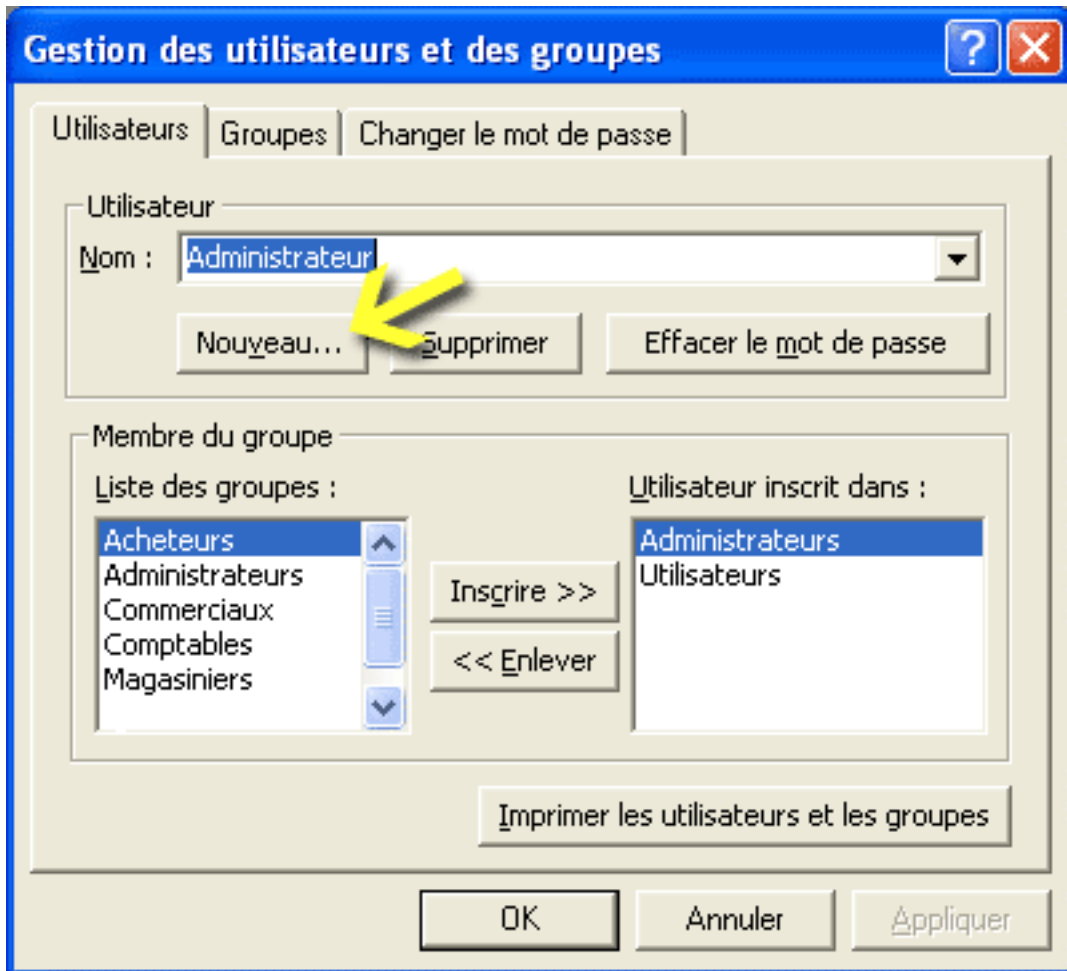 Gestion des utilisateurs et des groupes
Utilisateurs Groupes Changer le mot de passe
Utilisateur
Nom : Administrateur
Nouveau... Supprimer Effacer le mot de passe
Membre du groupe
Liste des groupes : Utilisateur inscrit dans :
Acheteurs Administrateurs
Administrateurs Utilisateurs
Commerciaux Inscrire >>
Comptables << Enlever
Magasiniers
Imprimer les utilisateurs et les groupes
OK Annuler Appliquer